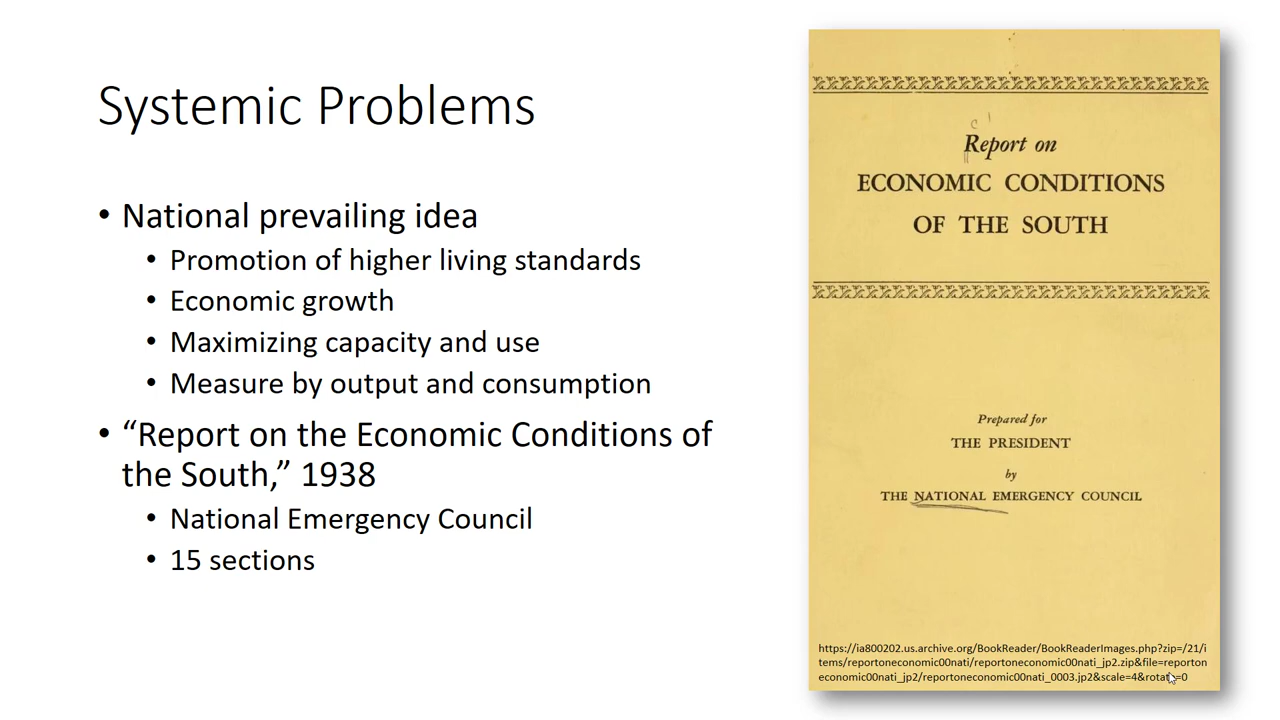 Systemic Problems
• National prevailing idea
• Promotion of higher living standards
• Economic growth
• Maximizing capacity and use
• Measure by output and consumption
• “Report on the Economic Conditions of
the South,” 1938
• National Emergency Council
• 15 sections
Report on
ECONOMIC CONDITIONS
OF THE SOUTH
Prepared for
THE PRESIDENT
by
THE NATIONAL EMERGENCY COUNCIL
https://ia800202.us.archive.org/BookReader/BookReaderImages.php?zip=/21/i
tems/reportoneconomic00nati/reportoneconomic00nati_jp2.zip&file=reporton
economic00nati_jp2/reportoneconomic00nati_0003.jp2&scale=4&rotate=0